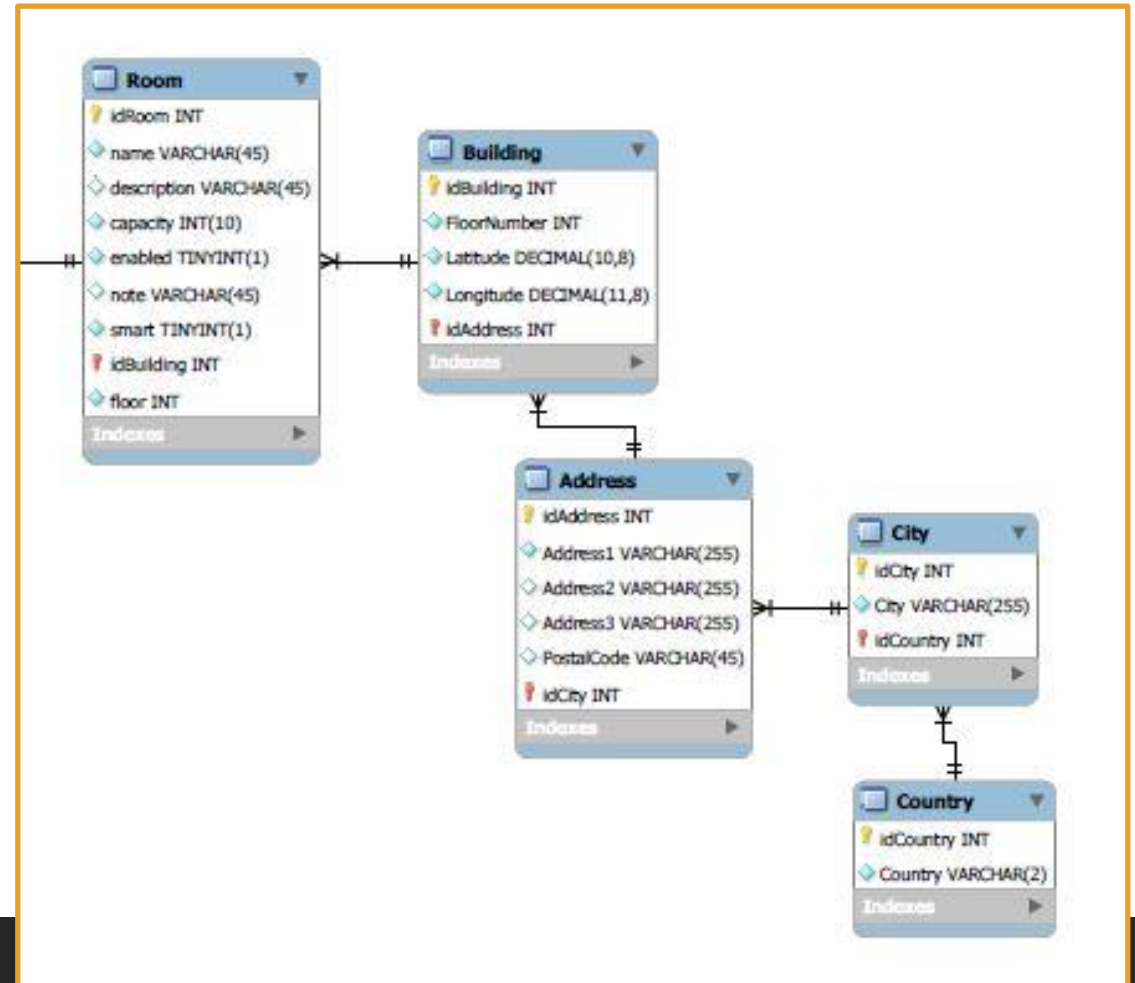 Room
idRoom INT
name VARCHAR(45)
description VARCHAR(45)
capacity INT(10)
enabled TINYINT(1)
note VARCHAR(45)
smart TINYINT(1)
idBuilding INT
floor INT
Indexes
Building
idBuilding INT
FloorNumber INT
Latitude DECIMAL(10,8)
Longitude DECIMAL(11,8)
idAddress INT
Indexes
Address
idAddress INT
Address1 VARCHAR(255)
Address2 VARCHAR(255)
Address3 VARCHAR(255)
PostalCode VARCHAR(45)
idCity INT
Indexes
City
idCity INT
City VARCHAR(255)
idCountry INT
Indexes
Country
idCountry INT
Country VARCHAR(2)
Indexes